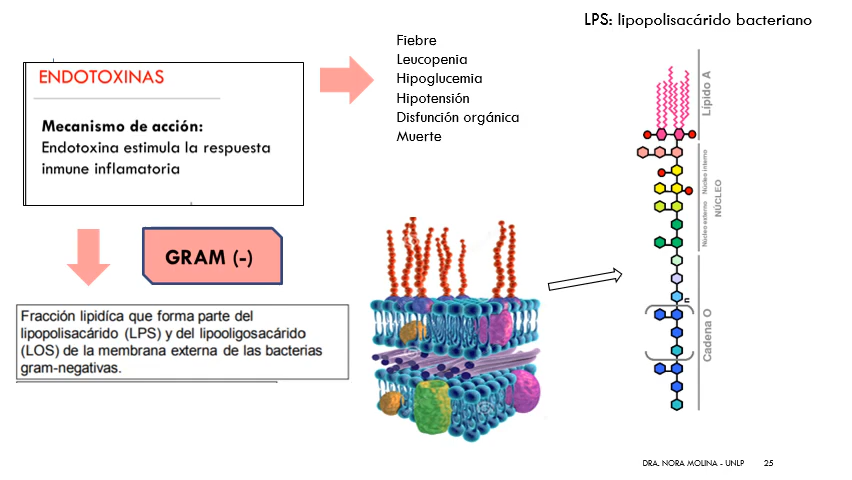 LPS: lipopolisacárido bacteriano
ENDOTOXINAS
Mecanismo de acción:
Endotoxina estimula la respuesta
inmune inflamatoria
Fiebre
Leucopenia
Hipoglucemia
Hipotensión
Disfunción orgánica
Muerte
GRAM (-)
Fracción lipidíca que forma parte del
lipopolisacárido (LPS) y del lipooligosacárido
(LOS) de la membrana externa de las bacterias
gram-negativas.
Lípido A
Núcleo interno
Núcleo externo
NÚCLEO
n
Cadena O
DRA. NORA MOLINA - UNLP 25